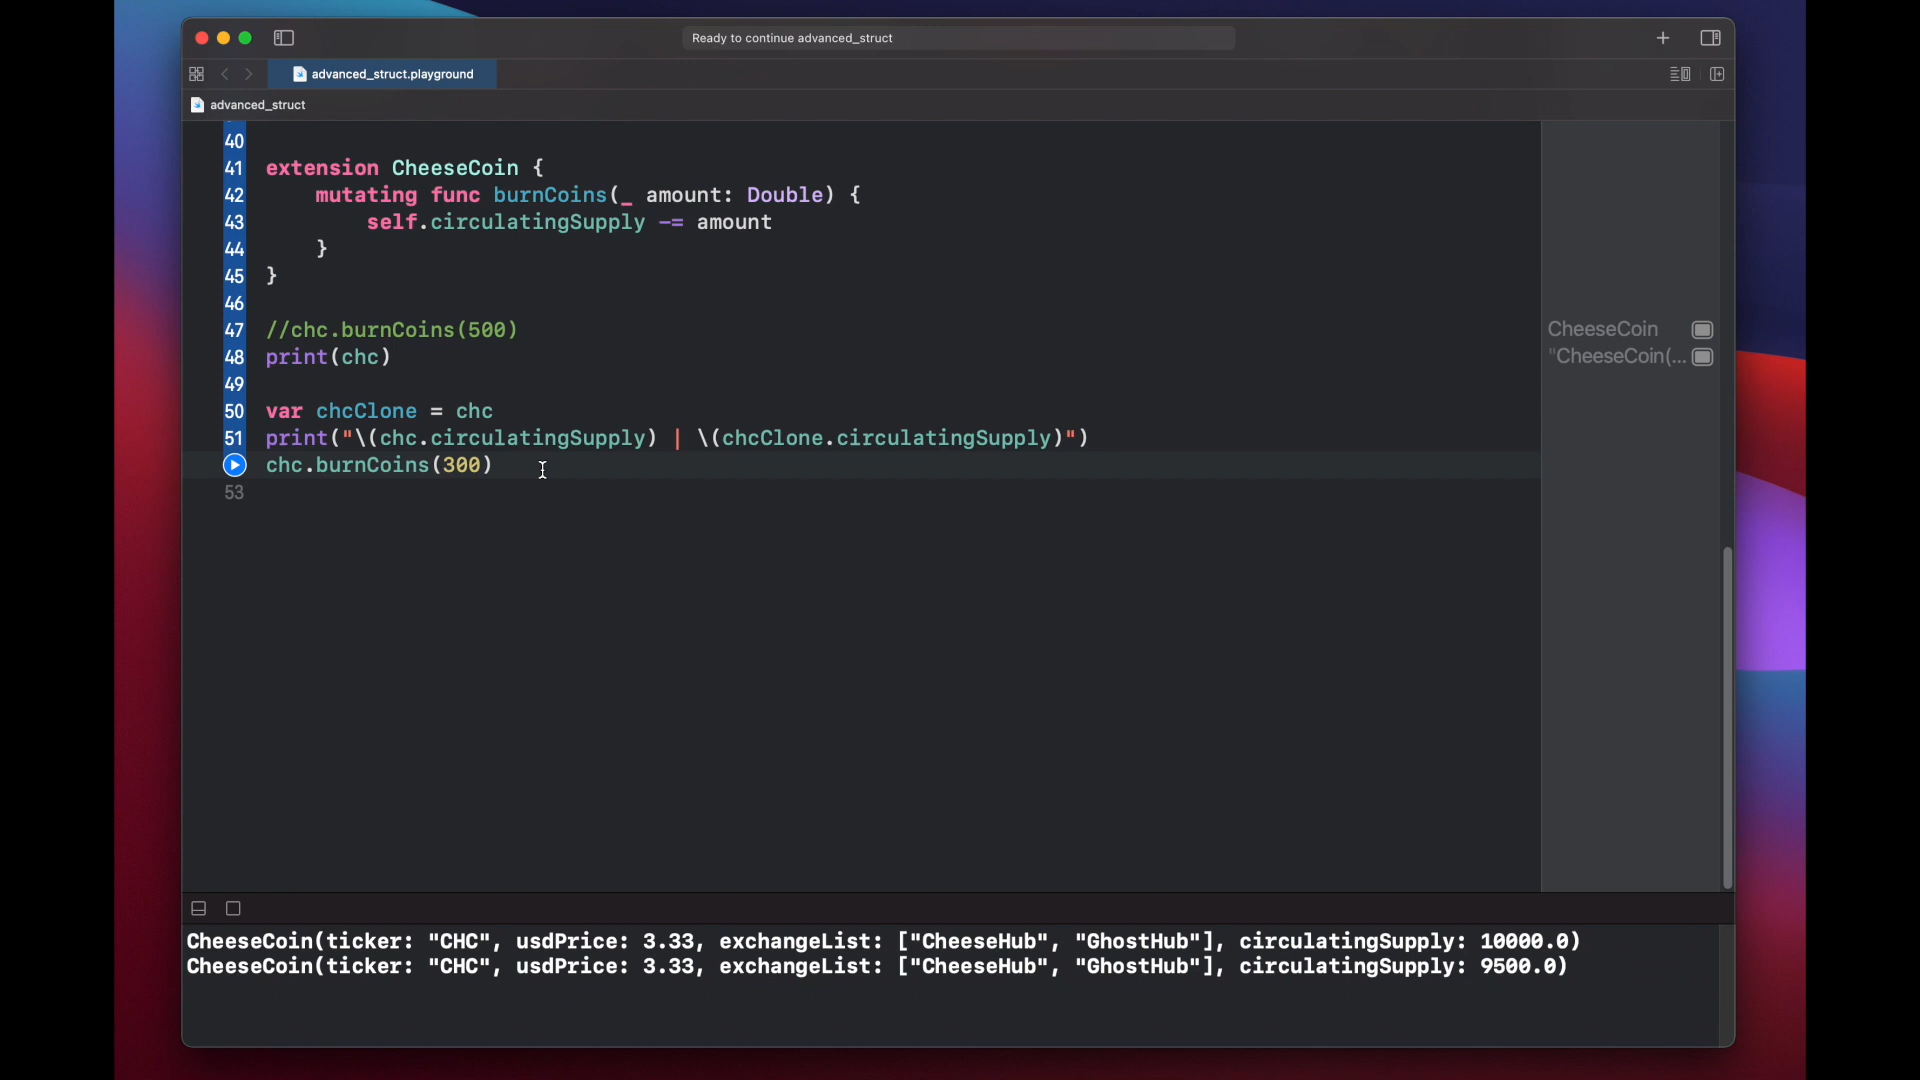 Ready to continue advanced_struct
advanced_struct.playground
advanced_struct
40
41 extension CheeseCoin {
42     mutating func burnCoins(_ amount: Double) {
43         self.circulatingSupply -= amount
44     }
45 }
46
47 //chc.burnCoins(500)
CheeseCoin
48 print(chc)
"CheeseCoin(...
49
50 var chcClone = chc
51 print("\(chc.circulatingSupply) | \(chcClone.circulatingSupply)")
chc.burnCoins(300)
53
CheeseCoin(ticker: "CHC", usdPrice: 3.33, exchangeList: ["CheeseHub", "GhostHub"], circulatingSupply: 10000.0)
CheeseCoin(ticker: "CHC", usdPrice: 3.33, exchangeList: ["CheeseHub", "GhostHub"], circulatingSupply: 9500.0)